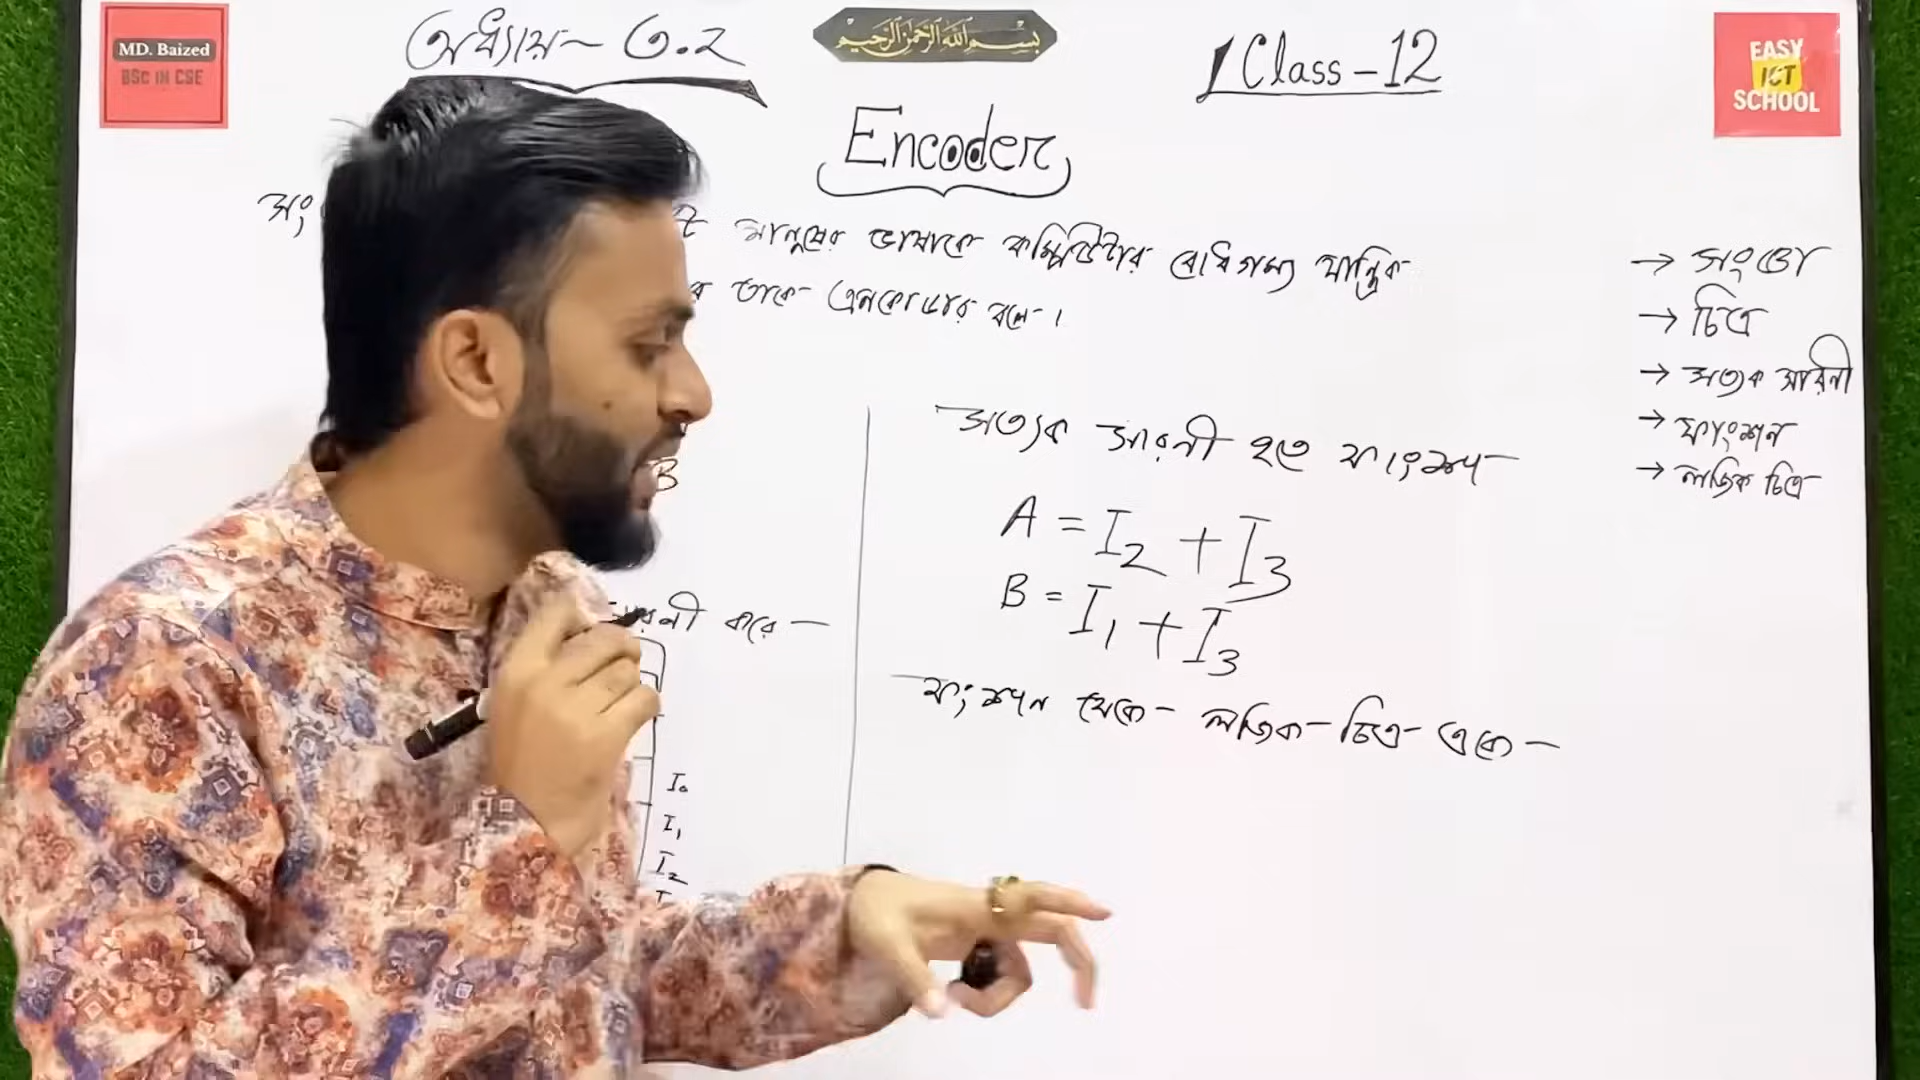 MD. Baized
BSc IN CSE
অধ্যায় - ৩.২
بسم الله الرحمن الرحيم
Class - 12
EASY
ICT
SCHOOL
Encoder
মানুষের ভাষাকে কম্পিউটার বোধগম্য যান্ত্রিক
তাকে এনকোডার বলে।
→ সংজ্ঞা
→ চিত্র
→ সত্যক সারণী
→ ফাংশন
→ লজিক চিত্র
B
সত্যক সারণী হতে ফাংশন
A = I₂ + I₃
B = I₁ + I₃
করে -
ফাংশন থেকে - লজিক - চিত্র - একে -
I₀
I₁
I₂